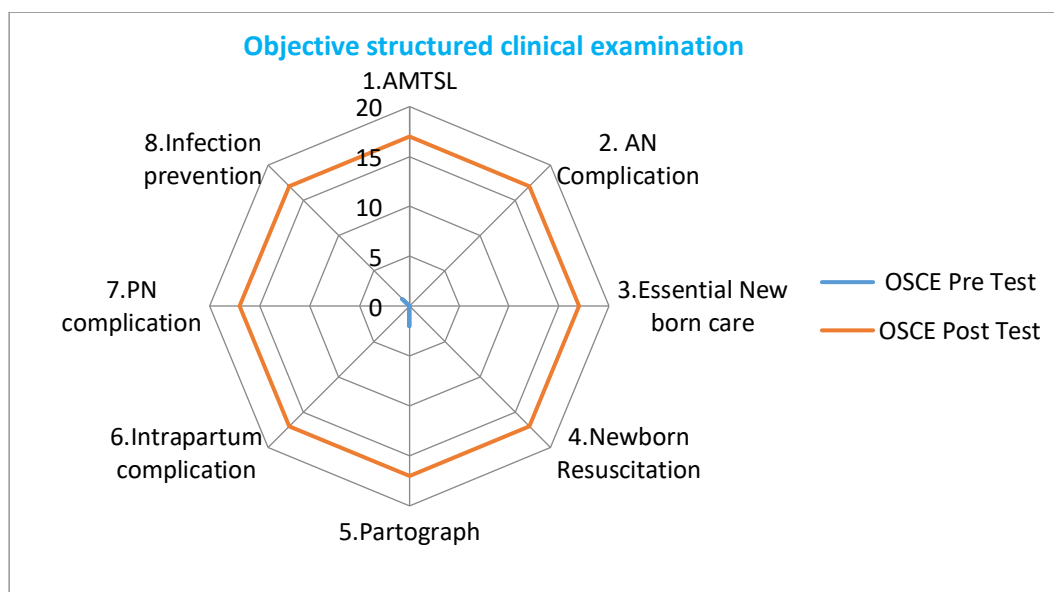 Objective structured clinical examination
1.AMTSL
20
15
10
5
0
2. AN
Complication
3.Essential New
born care
4.Newborn
Resuscitation
5.Partograph
6.Intrapartum
complication
7.PN
complication
8.Infection
prevention
OSCE Pre Test
OSCE Post Test